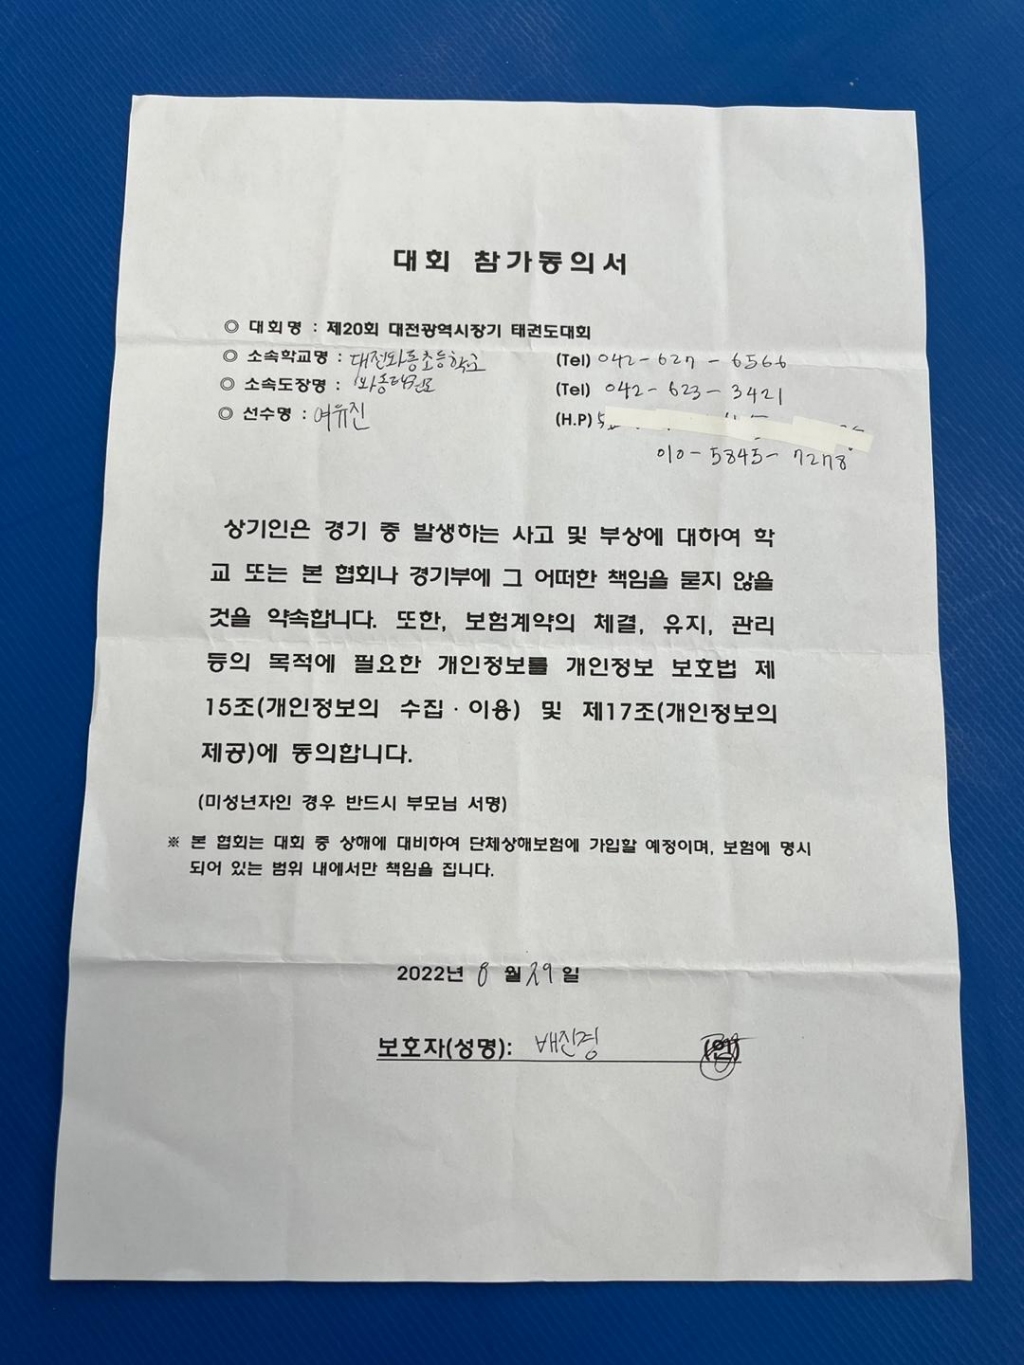 대회 참가동의서
◎ 대회명 : 제20회 대전광역시장기 태권도대회
◎ 소속학교명 : 대전와동초등학교 (Tel) 042-627-6566
◎ 소속도장명 : 와동태권도 (Tel) 042-623-3421
◎ 선수명 : 여유진 (H.P)
010-5845-7278
상기인은 경기 중 발생하는 사고 및 부상에 대하여 학
교 또는 본 협회나 경기부에 그 어떠한 책임을 묻지 않을
것을 약속합니다. 또한, 보험계약의 체결, 유지, 관리
등의 목적에 필요한 개인정보를 개인정보 보호법 제
15조(개인정보의 수집·이용) 및 제17조(개인정보의
제공)에 동의합니다.
(미성년자인 경우 반드시 부모님 서명)
※ 본 협회는 대회 중 상해에 대비하여 단체상해보험에 가입할 예정이며, 보험에 명시
되어 있는 범위 내에서만 책임을 집니다.
2022년 8월 29일
보호자(성명): 배진경 (인)